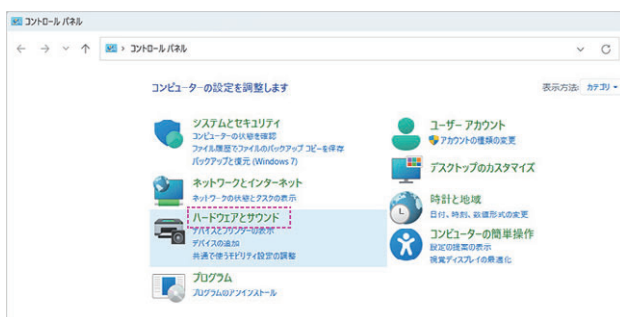 コントロール パネル
コントロール パネル
コンピューターの設定を調整します
表示方法: カテゴリ
システムとセキュリティ
コンピューターの状態を確認
ファイル履歴でファイルのバックアップ コピーを保存
バックアップと復元 (Windows 7)
ネットワークとインターネット
ネットワークの状態とタスクの表示
ハードウェアとサウンド
デバイスとプリンターの表示
デバイスの追加
共通で使うモビリティ設定の調整
プログラム
プログラムのアンインストール
ユーザー アカウント
アカウントの種類の変更
デスクトップのカスタマイズ
時計と地域
日付、時刻、数値形式の変更
コンピューターの簡単操作
設定の提案の表示
視覚ディスプレイの最適化